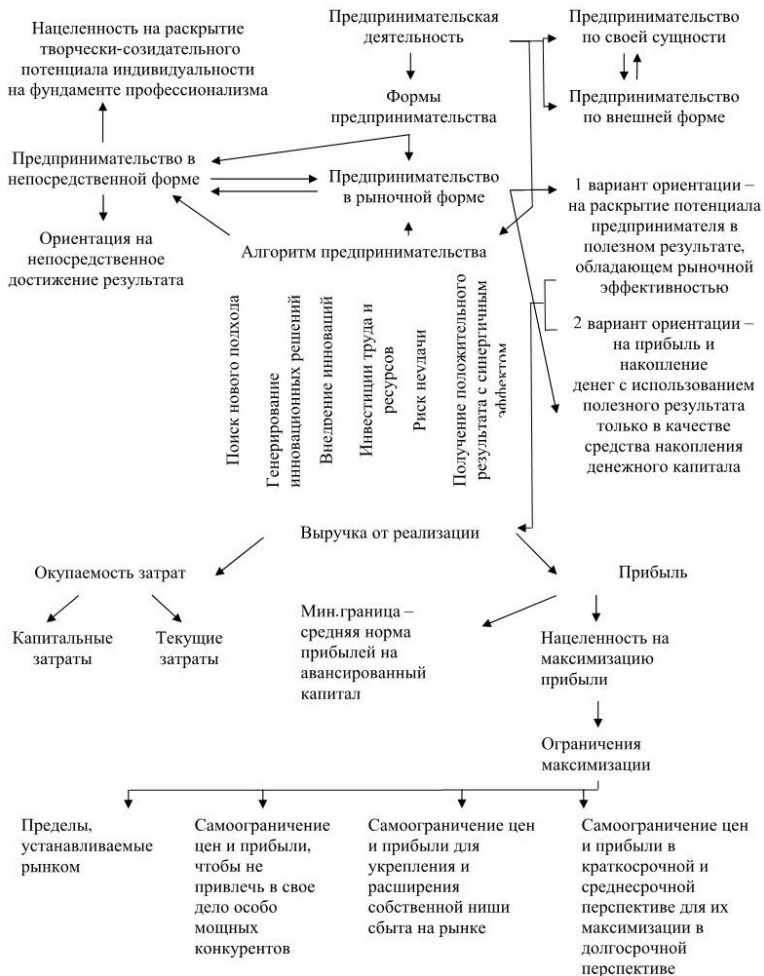 Нацеленность на раскрытие
творчески-созидательного
потенциала индивидуальности
на фундаменте профессионализма
Предпринимательская
деятельность
Предпринимательство
по своей сущности
Формы
предпринимательства
Предпринимательство
по внешней форме
Предпринимательство в
непосредственной форме
Предпринимательство
в рыночной форме
1 вариант ориентации –
на раскрытие потенциала
предпринимателя в
полезном результате,
обладающем рыночной
эффективностью
Ориентация на
непосредственное
достижение результата
Алгоритм предпринимательства
Поиск нового подхода
Генерирование
инновационных решений
Внедрение инноваций
Инвестиции труда и
ресурсов
Риск неудачи
Получение положительного
результата с синергичным
эффектом
2 вариант ориентации –
на прибыль и
накопление
денег с использованием
полезного результата
только в качестве
средства накопления
денежного капитала
Выручка от реализации
Окупаемость затрат
Прибыль
Капитальные
затраты
Текущие
затраты
Мин.граница –
средняя норма
прибылей на
авансированный
капитал
Нацеленность на
максимизацию
прибыли
Ограничения
максимизации
Пределы,
устанавливаемые
рынком
Самоограничение
цен и прибыли,
чтобы не
привлечь в свое
дело особо
мощных
конкурентов
Самоограничение цен
и прибыли для
укрепления и
расширения
собственной ниши
сбыта на рынке
Самоограничение цен
и прибыли в
краткосрочной и
среднесрочной
перспективе для их
максимизации в
долгосрочной
перспективе